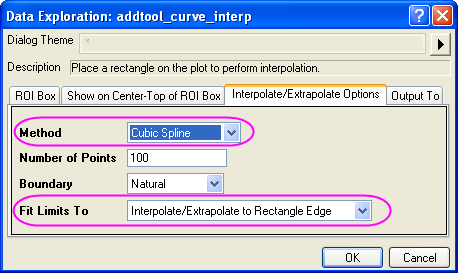 Data Exploration: addtool_curve_interp
Dialog Theme *
Description Place a rectangle on the plot to perform interpolation.
ROI Box Show on Center-Top of ROI Box Interpolate/Extrapolate Options Output To
Method Cubic Spline
Number of Points 100
Boundary Natural
Fit Limits To Interpolate/Extrapolate to Rectangle Edge
OK Cancel